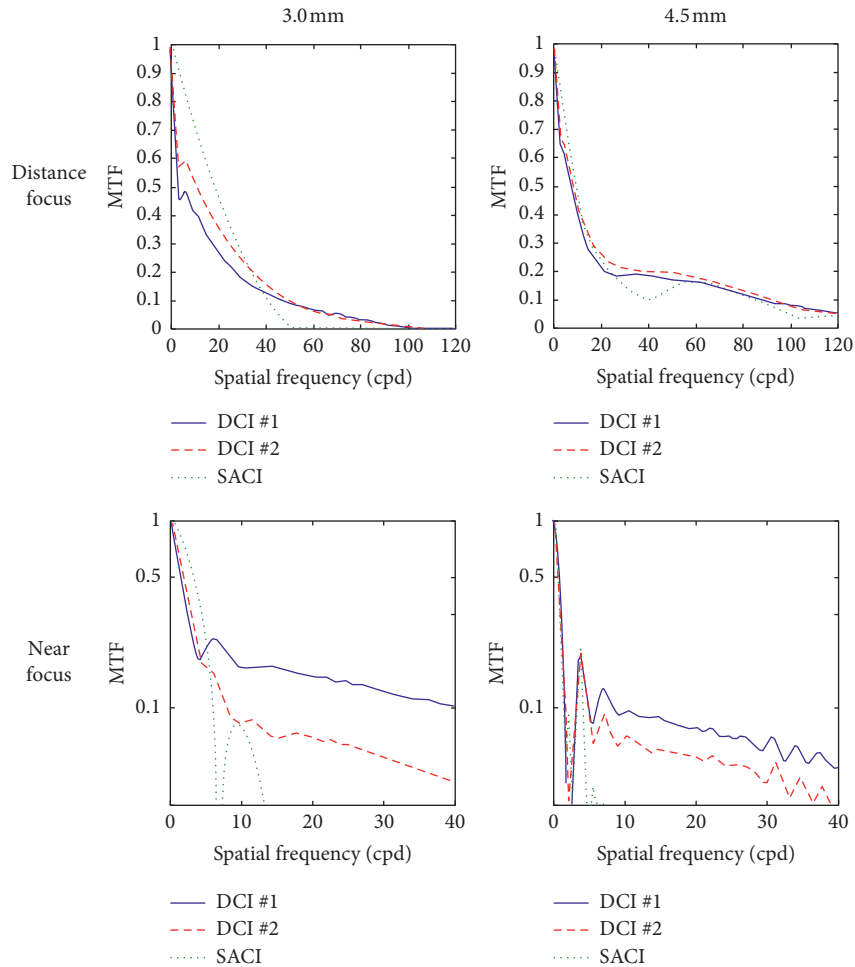 3.0 mm
4.5 mm
Distance
focus
MTF
1
0.9
0.8
0.7
0.6
0.5
0.4
0.3
0.2
0.1
0
0 20 40 60 80 100 120
Spatial frequency (cpd)
DCI #1
DCI #2
SACI
MTF
1
0.9
0.8
0.7
0.6
0.5
0.4
0.3
0.2
0.1
0
0 20 40 60 80 100 120
Spatial frequency (cpd)
DCI #1
DCI #2
SACI
Near
focus
MTF
1
0.5
0.1
0 10 20 30 40
Spatial frequency (cpd)
DCI #1
DCI #2
SACI
MTF
1
0.5
0.1
0 10 20 30 40
Spatial frequency (cpd)
DCI #1
DCI #2
SACI